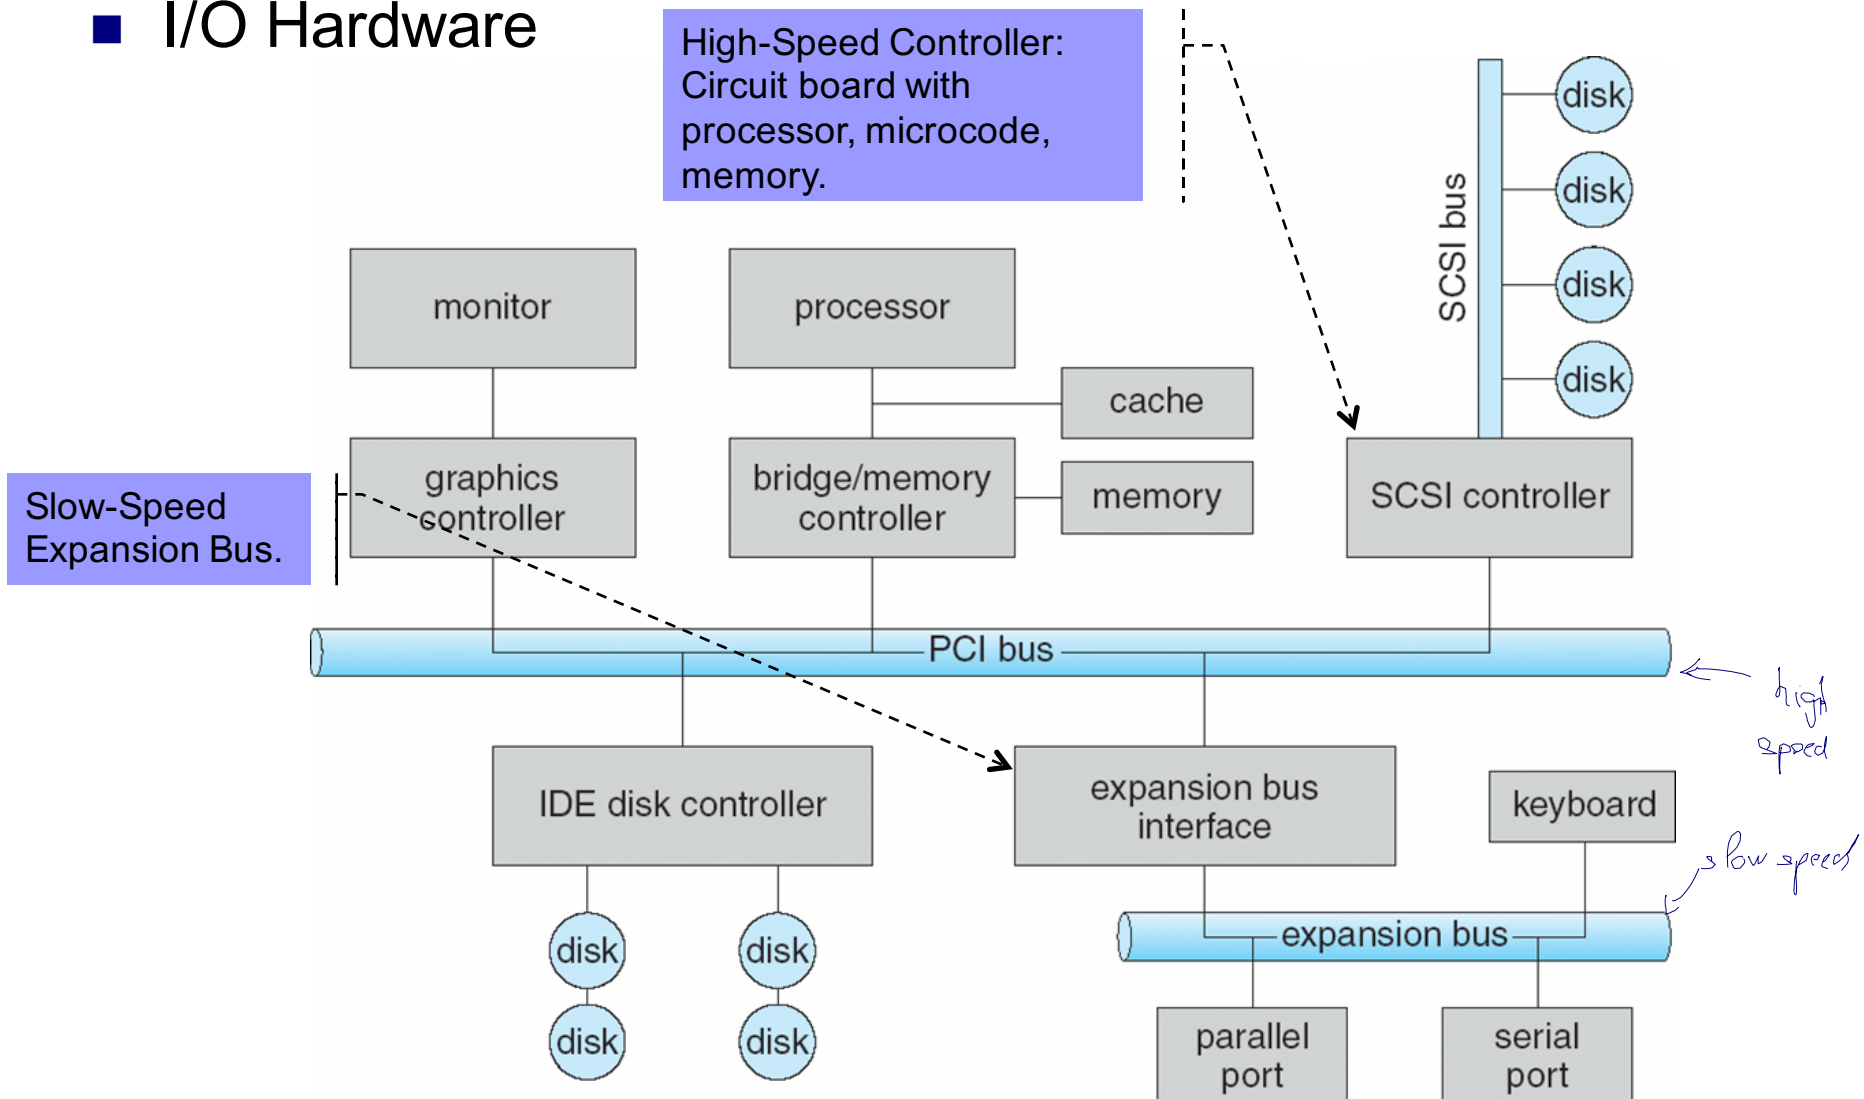 ■ I/O Hardware
High-Speed Controller:
Circuit board with
processor, microcode,
memory.
disk
disk
disk
disk
SCSI bus
monitor
processor
cache
graphics
controller
bridge/memory
controller
memory
SCSI controller
Slow-Speed
Expansion Bus.
PCI bus
high
speed
IDE disk controller
expansion bus
interface
keyboard
slow speed
disk
disk
expansion bus
disk
disk
parallel
port
serial
port